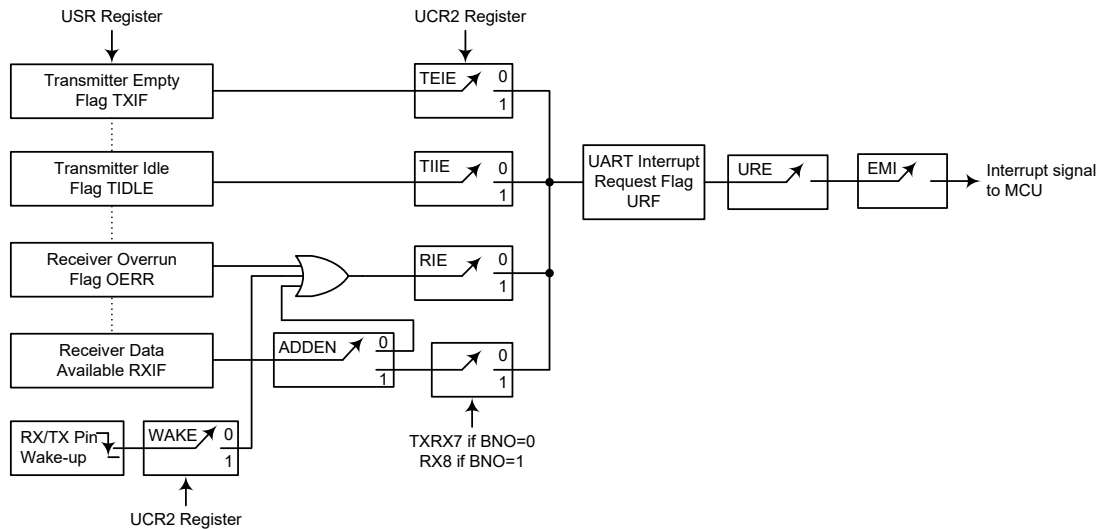 USR Register
UCR2 Register
Transmitter Empty
Flag TXIF
TEIE
0
1
Transmitter Idle
Flag TIDLE
TIIE
0
1
UART Interrupt
Request Flag
URF
URE
EMI
Interrupt signal
to MCU
Receiver Overrun
Flag OERR
RIE
0
1
Receiver Data
Available RXIF
ADDEN
0
1
0
1
RX/TX Pin
Wake-up
WAKE
0
1
TXRX7 if BNO=0
RX8 if BNO=1
UCR2 Register